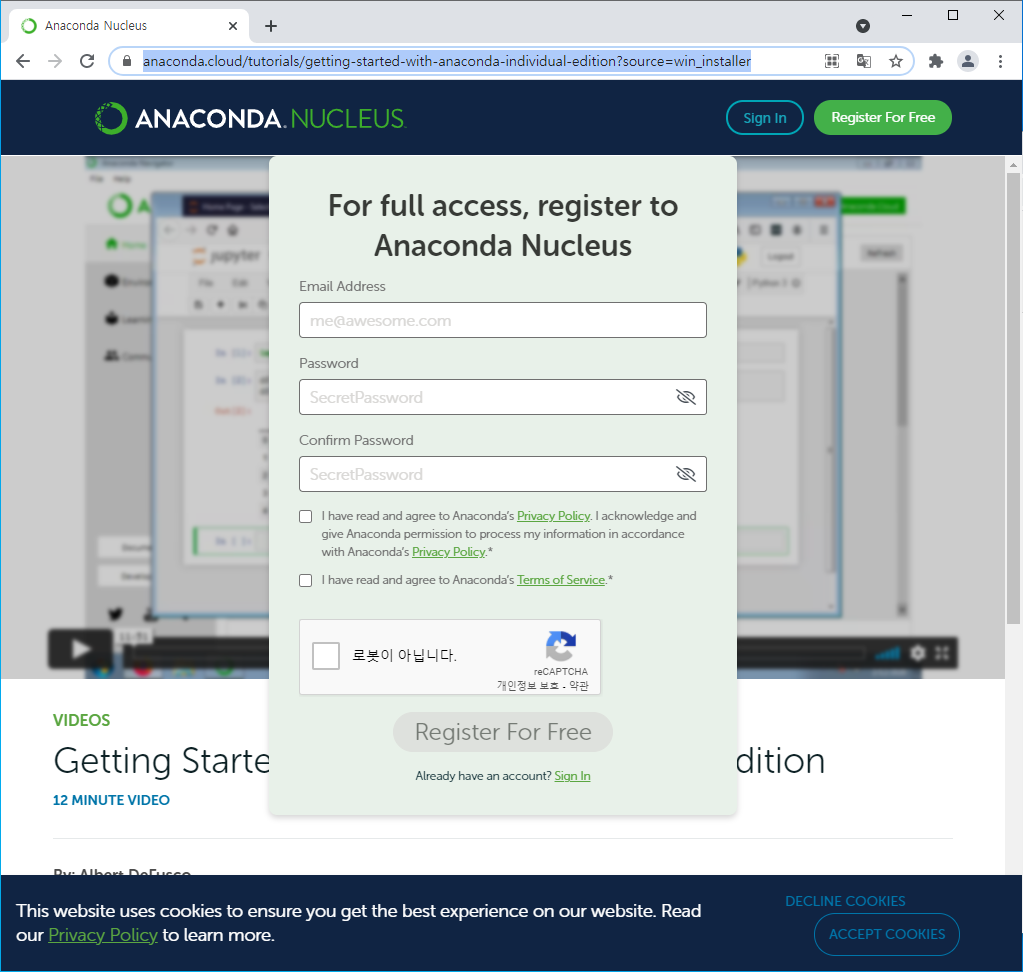 Anaconda Nucleus
anaconda.cloud/tutorials/getting-started-with-anaconda-individual-edition?source=win_installer
ANACONDA.NUCLEUS.
Sign In
Register For Free
For full access, register to
Anaconda Nucleus
Email Address
me@awesome.com
Password
SecretPassword
Confirm Password
SecretPassword
I have read and agree to Anaconda's Privacy Policy. I acknowledge and
give Anaconda permission to process my information in accordance
with Anaconda's Privacy Policy.*
I have read and agree to Anaconda's Terms of Service.*
로봇이 아닙니다.
reCAPTCHA
개인정보 보호 - 약관
Register For Free
Already have an account? Sign In
jupyter
11:51
VIDEOS
Getting Starte dition
12 MINUTE VIDEO
By: Albert DeFusco
This website uses cookies to ensure you get the best experience on our website. Read
our Privacy Policy to learn more.
DECLINE COOKIES
ACCEPT COOKIES